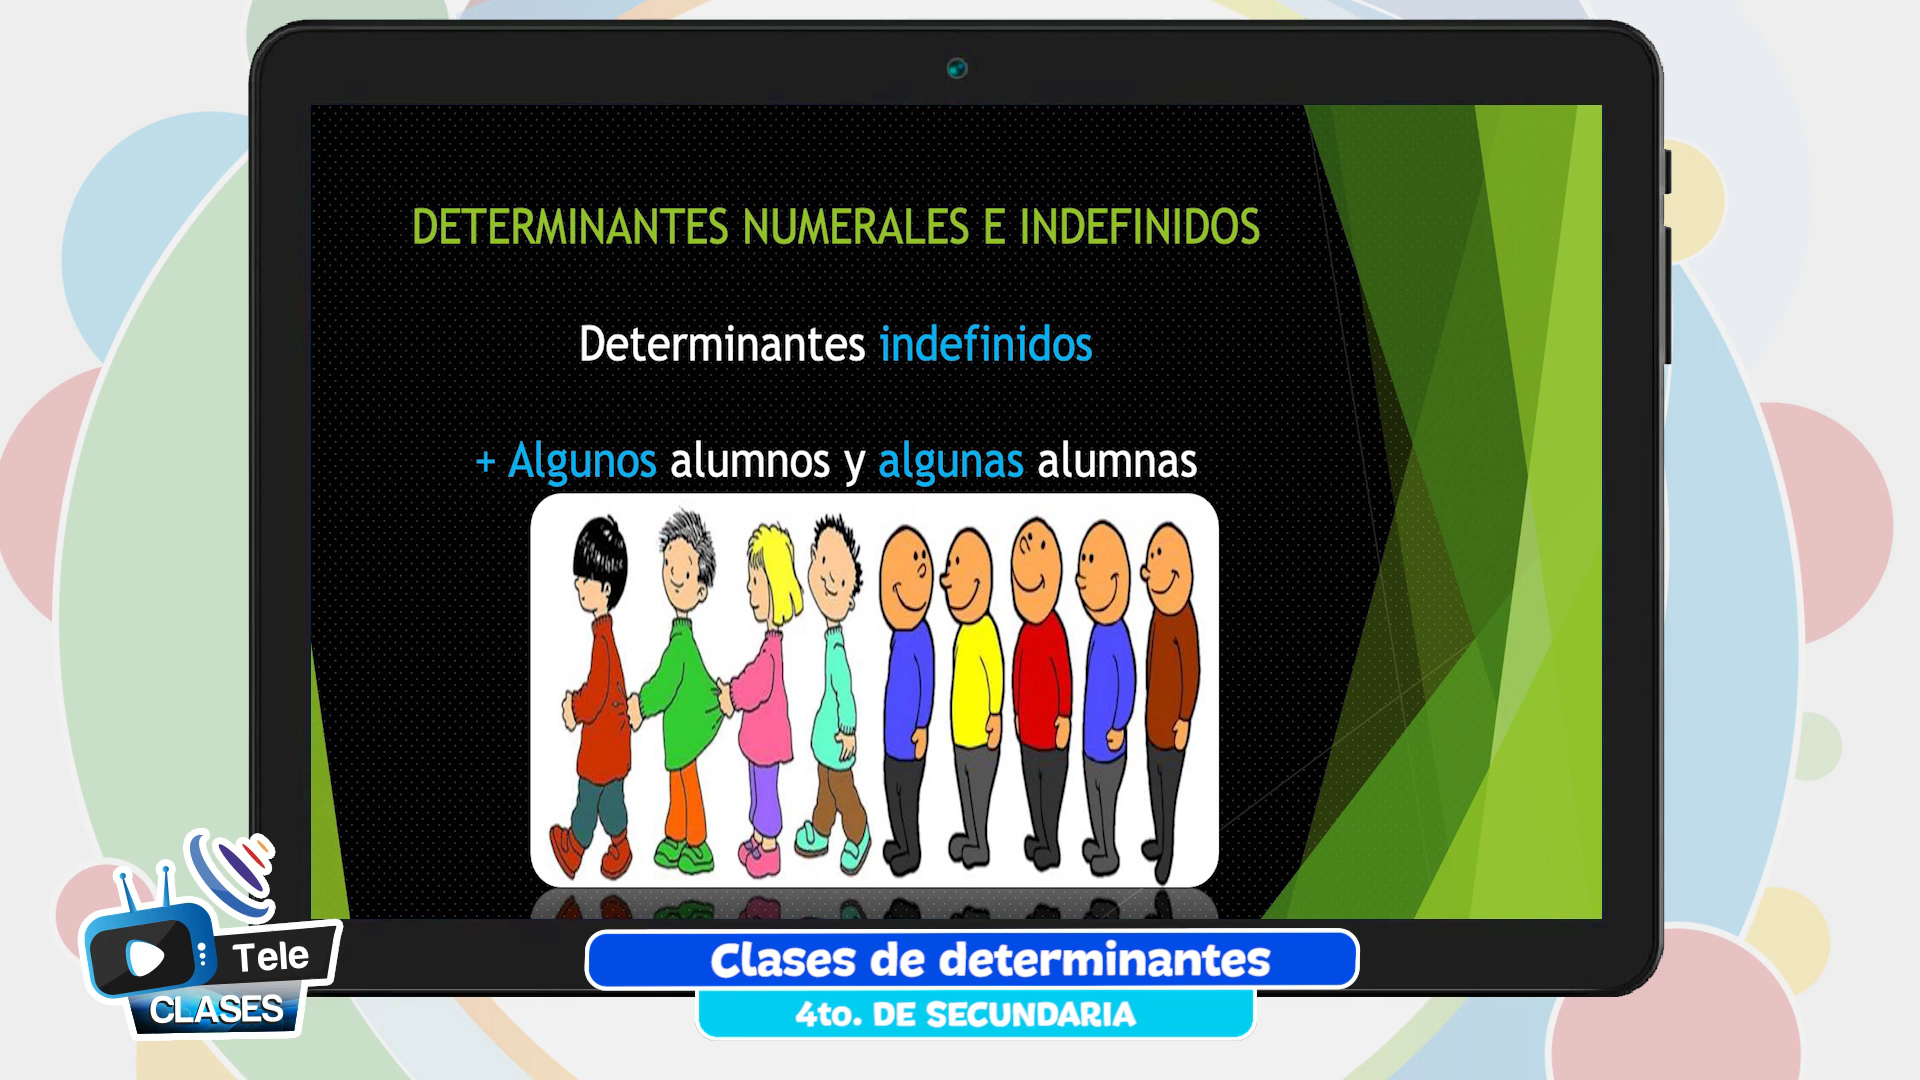 DETERMINANTES NUMERALES E INDEFINIDOS
Determinantes indefinidos
+ Algunos alumnos y algunas alumnas
Tele
CLASES
Clases de determinantes
4to. DE SECUNDARIA